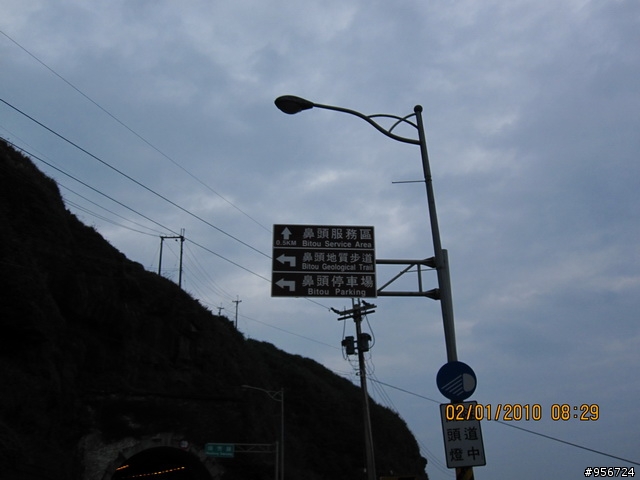 鼻頭服務區
0.5KM
Bitou Service Area
鼻頭地質步道
Bitou Geological Trail
鼻頭停車場
Bitou Parking
02/01/2010 08:29
頭道
燈中
#956724